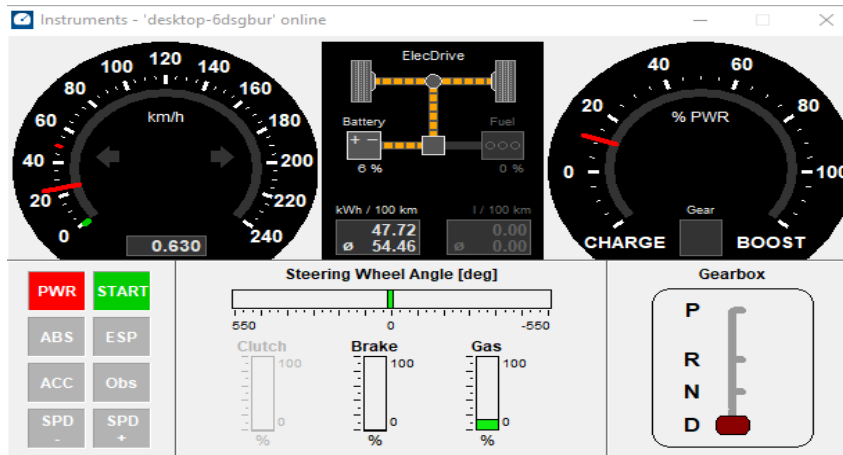 Instruments - 'desktop-6dsgbur' online
0 20 40 60 80 100 120 140 160 180 200 220 240
km/h
0.630
ElecDrive
Battery Fuel
+ −
6 % 0 %
kWh / 100 km l / 100 km
47.72 0.00
ø 54.46 ø 0.00
0 20 40 60 80 100
% PWR
Gear
CHARGE BOOST
PWR START
ABS ESP
ACC Obs
SPD - SPD +
Steering Wheel Angle [deg]
550 0 -550
Clutch Brake Gas
100 100 100
0 0 0
% % %
Gearbox
P
R
N
D